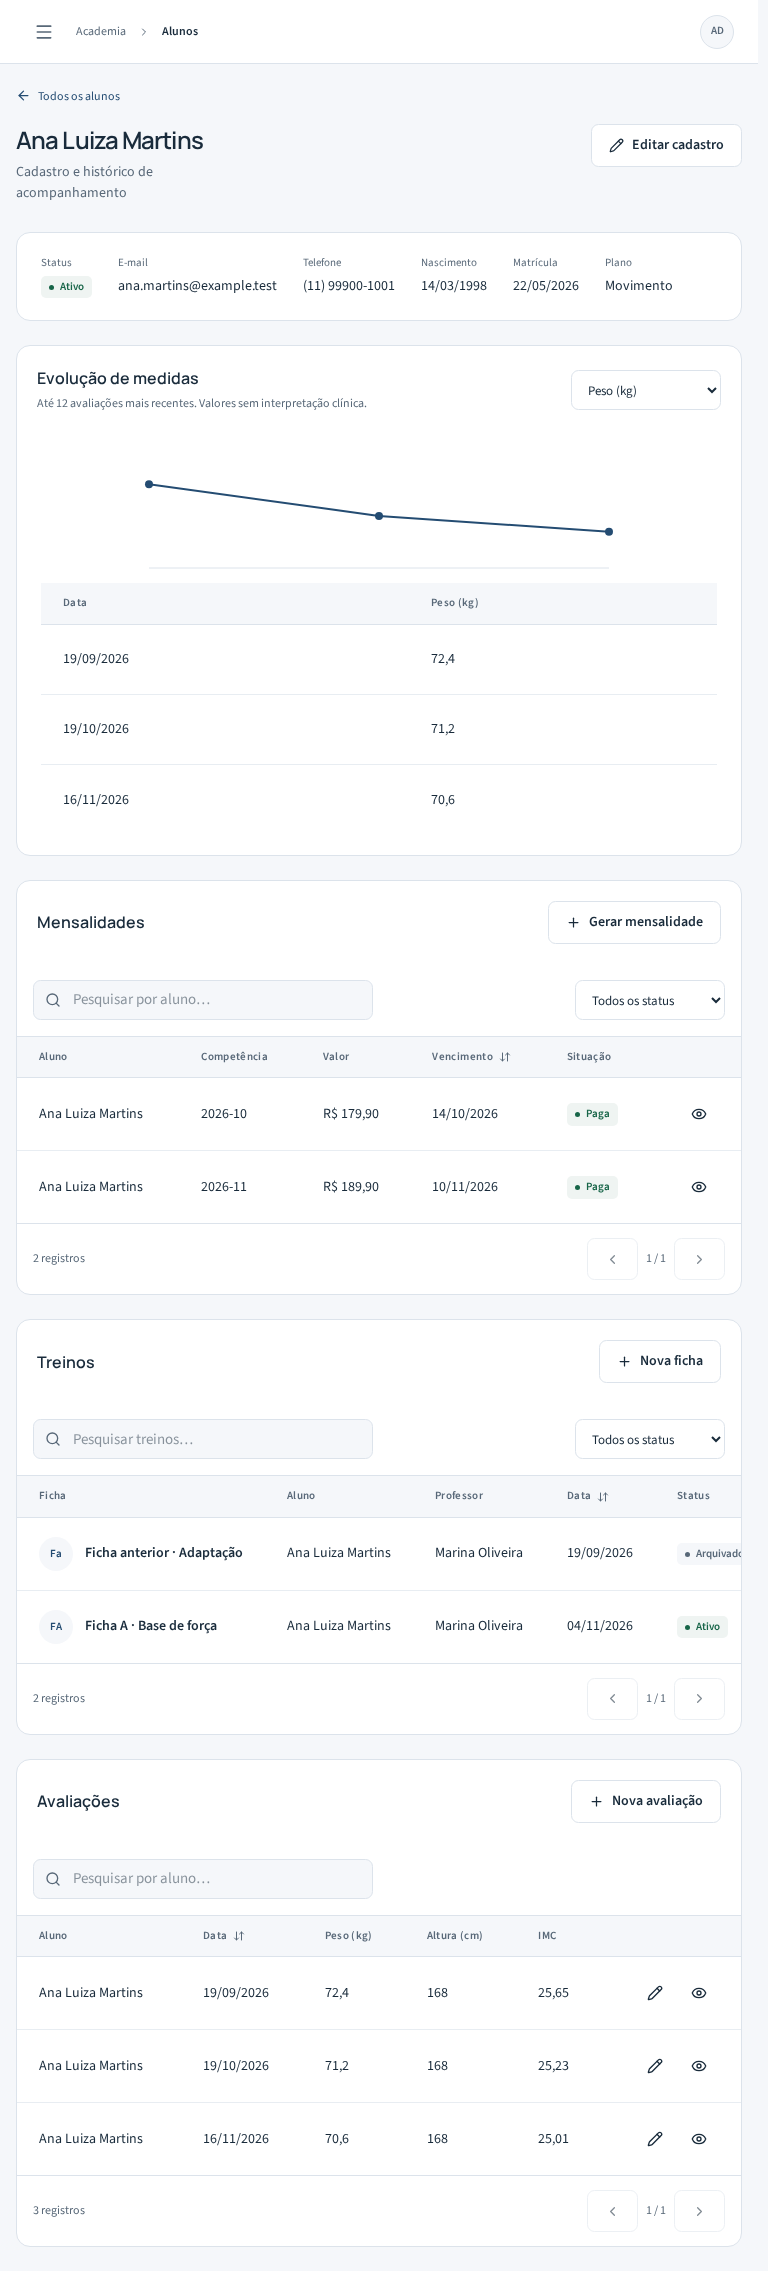 Academia > Alunos AD
Todos os alunos
Ana Luiza Martins
Editar cadastro
Cadastro e histórico de
acompanhamento
Status E-mail Telefone Nascimento Matrícula Plano
Ativo ana.martins@example.test (11) 99900-1001 14/03/1998 22/05/2026 Movimento
Evolução de medidas
Até 12 avaliações mais recentes. Valores sem interpretação clínica.
Peso (kg)
Data Peso (kg)
19/09/2026 72,4
19/10/2026 71,2
16/11/2026 70,6
Mensalidades
Gerar mensalidade
Pesquisar por aluno…
Todos os status
Aluno Competência Valor Vencimento Situação
Ana Luiza Martins 2026-10 R$ 179,90 14/10/2026 Paga
Ana Luiza Martins 2026-11 R$ 189,90 10/11/2026 Paga
2 registros 1 / 1
Treinos
Nova ficha
Pesquisar treinos…
Todos os status
Ficha Aluno Professor Data Status
Fa Ficha anterior · Adaptação Ana Luiza Martins Marina Oliveira 19/09/2026 Arquivado
FA Ficha A · Base de força Ana Luiza Martins Marina Oliveira 04/11/2026 Ativo
2 registros 1 / 1
Avaliações
Nova avaliação
Pesquisar por aluno…
Aluno Data Peso (kg) Altura (cm) IMC
Ana Luiza Martins 19/09/2026 72,4 168 25,65
Ana Luiza Martins 19/10/2026 71,2 168 25,23
Ana Luiza Martins 16/11/2026 70,6 168 25,01
3 registros 1 / 1